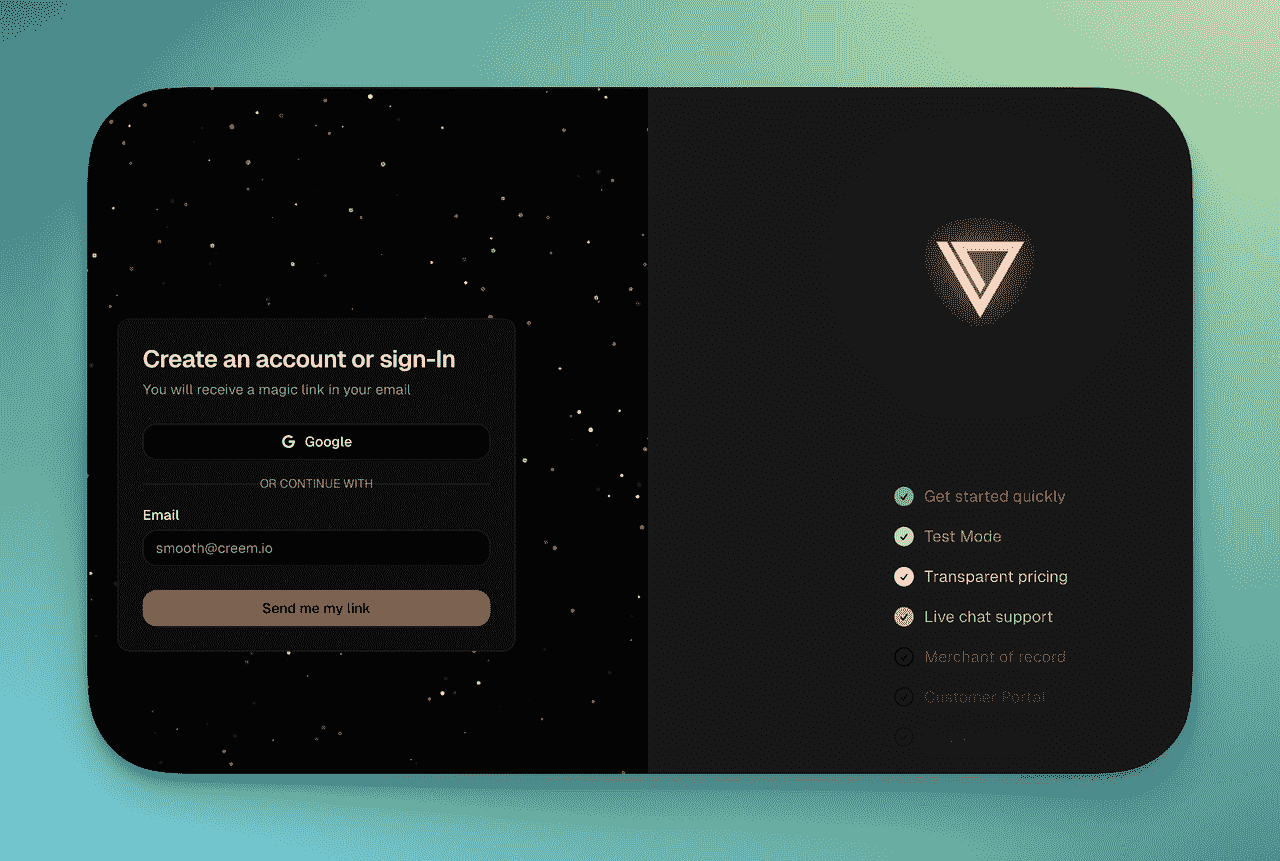 Create an account or sign-In
You will receive a magic link in your email
Google
OR CONTINUE WITH
Email
smooth@creem.io
Send me my link
Get started quickly
Test Mode
Transparent pricing
Live chat support
Merchant of record
Customer Portal